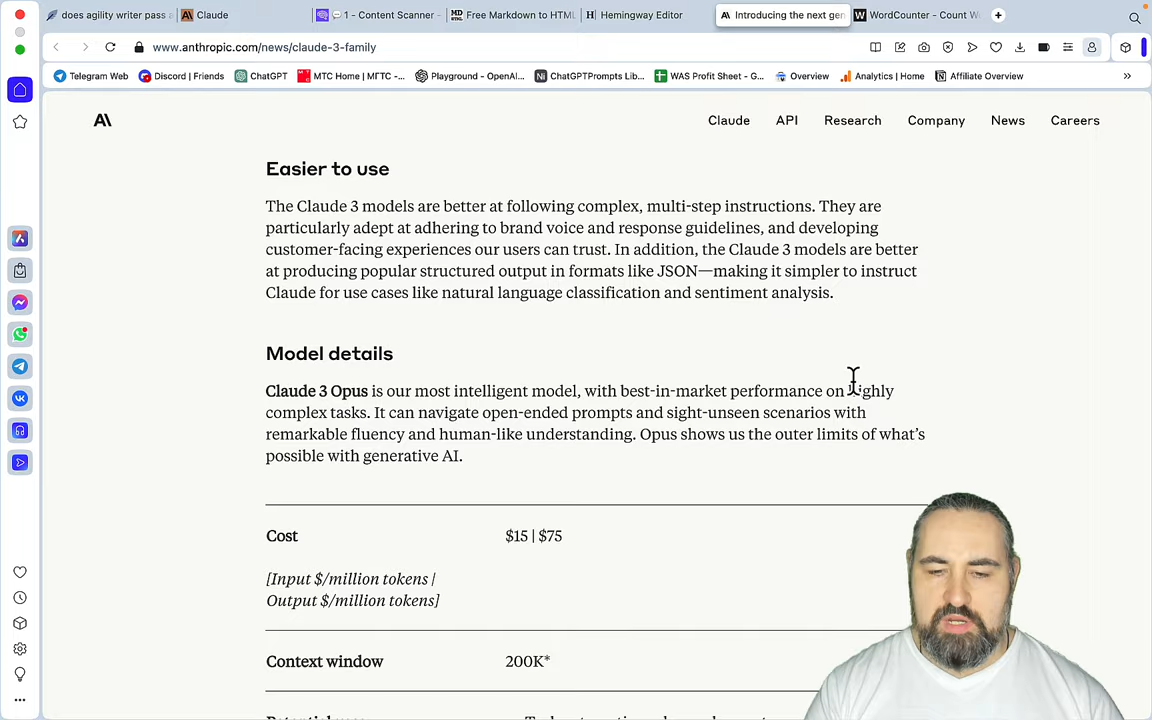 does agility writer pass a
Claude
1 - Content Scanner
Free Markdown to HTML
Hemingway Editor
Introducing the next gen
WordCounter - Count W
www.anthropic.com/news/claude-3-family
Telegram Web
Discord | Friends
ChatGPT
MTC Home | MFTC -...
Playground - OpenAI...
ChatGPTPrompts Lib...
WAS Profit Sheet - G...
Overview
Analytics | Home
Affiliate Overview
Claude
API
Research
Company
News
Careers
Easier to use
The Claude 3 models are better at following complex, multi-step instructions. They are
particularly adept at adhering to brand voice and response guidelines, and developing
customer-facing experiences our users can trust. In addition, the Claude 3 models are better
at producing popular structured output in formats like JSON—making it simpler to instruct
Claude for use cases like natural language classification and sentiment analysis.
Model details
Claude 3 Opus is our most intelligent model, with best-in-market performance on highly
complex tasks. It can navigate open-ended prompts and sight-unseen scenarios with
remarkable fluency and human-like understanding. Opus shows us the outer limits of what's
possible with generative AI.
Cost
$15 | $75
[Input $/million tokens |
Output $/million tokens]
Context window
200K*